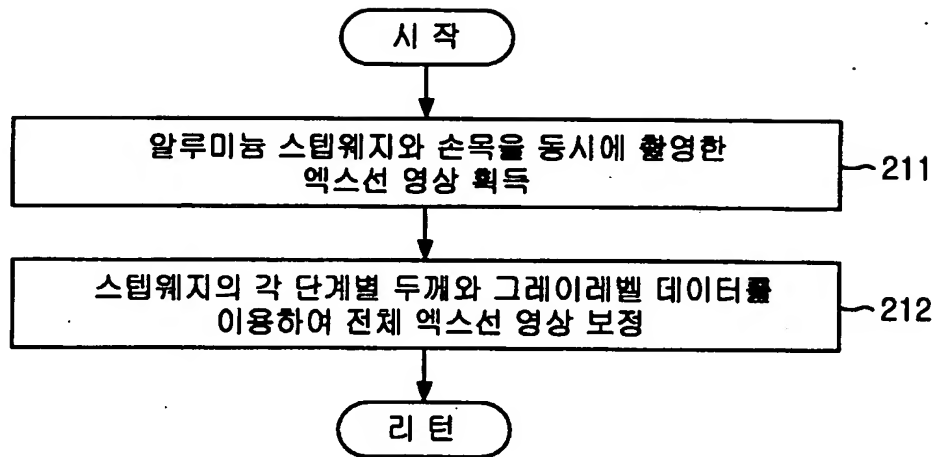 시 작
알루미늄 스텝웨지와 손목을 동시에 촬영한
엑스선 영상 획득
211
스텝웨지의 각 단계별 두께와 그레이레벨 데이터를
이용하여 전체 엑스선 영상 보정
212
리 턴